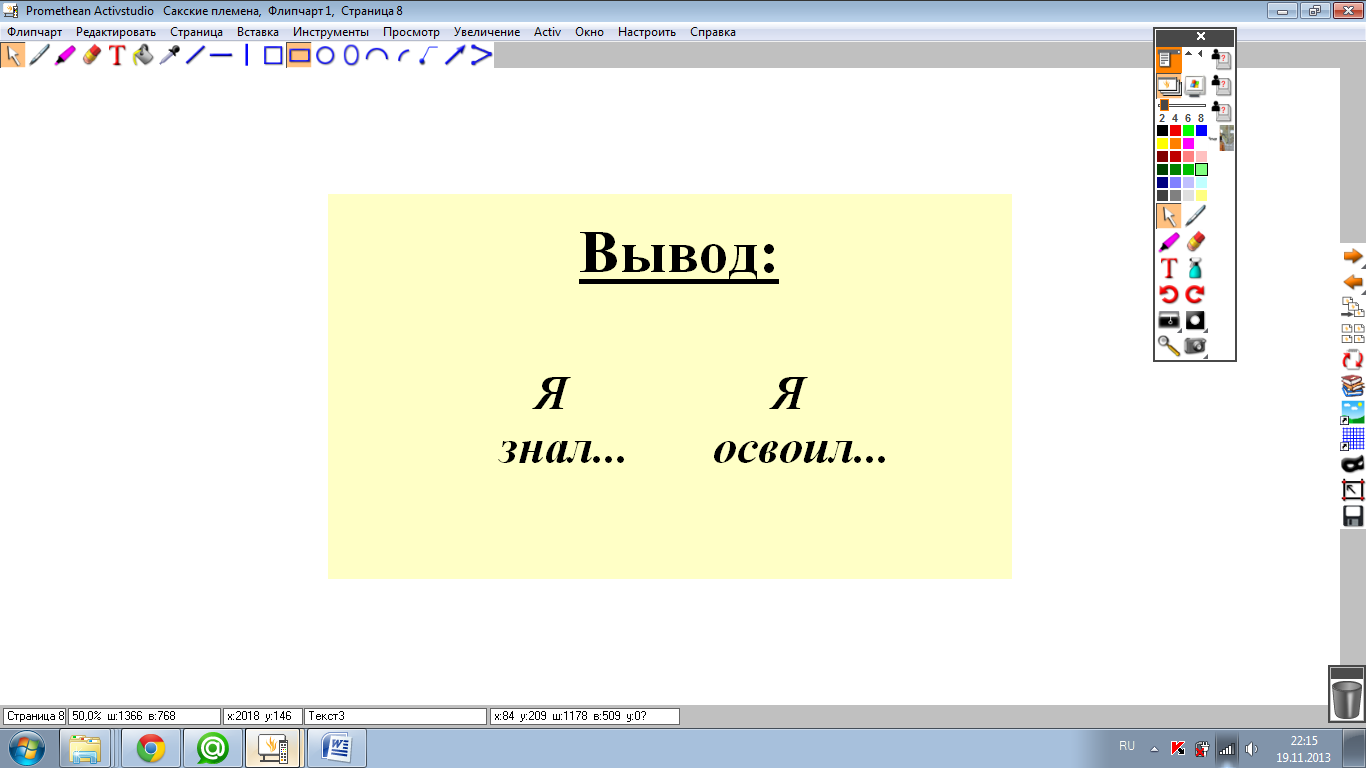 Promethean Activstudio Сакские племена, Флипчарт 1, Страница 8
Флипчарт Редактировать Страница Вставка Инструменты Просмотр Увеличение Activ Окно Настроить Справка
2 4 6 8
Вывод:
Я Я
знал... освоил...
Страница 8 50,0% ш:1366 в:768 x:2018 y:146 Текст3 x:84 y:209 ш:1178 в:509 y:0?
RU
22:15
19.11.2013